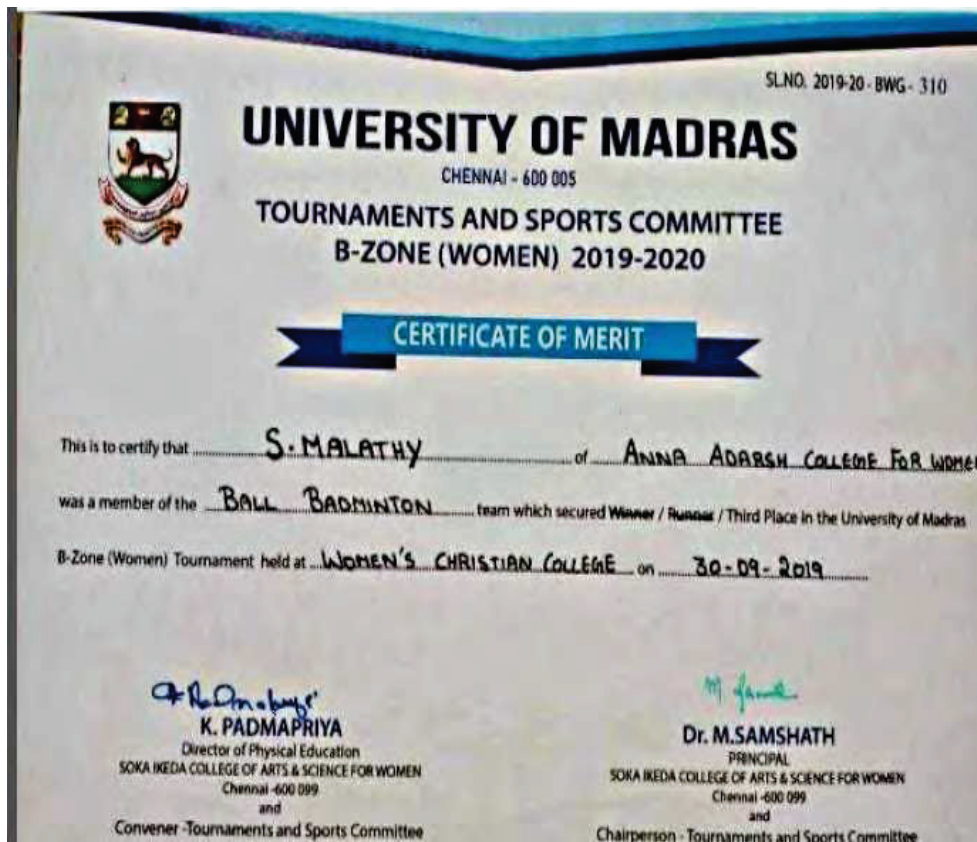 SL.NO. 2019-20 - BWG - 310
UNIVERSITY OF MADRAS
CHENNAI - 600 005
TOURNAMENTS AND SPORTS COMMITTEE
B-ZONE (WOMEN) 2019-2020
CERTIFICATE OF MERIT
This is to certify that S. MALATHY of ANNA ADARSH COLLEGE FOR WOMEN
was a member of the BALL BADMINTON team which secured Winner / Runner / Third Place in the University of Madras
B-Zone (Women) Tournament held at WOMEN'S CHRISTIAN COLLEGE on 30-09-2019
K. PADMAPRIYA
Director of Physical Education
SOKA IKEDA COLLEGE OF ARTS & SCIENCE FOR WOMEN
Chennai -600 099
and
Convener -Tournaments and Sports Committee
Dr. M.SAMSHATH
PRINCIPAL
SOKA IKEDA COLLEGE OF ARTS & SCIENCE FOR WOMEN
Chennai -600 099
and
Chairperson - Tournaments and Sports Committee